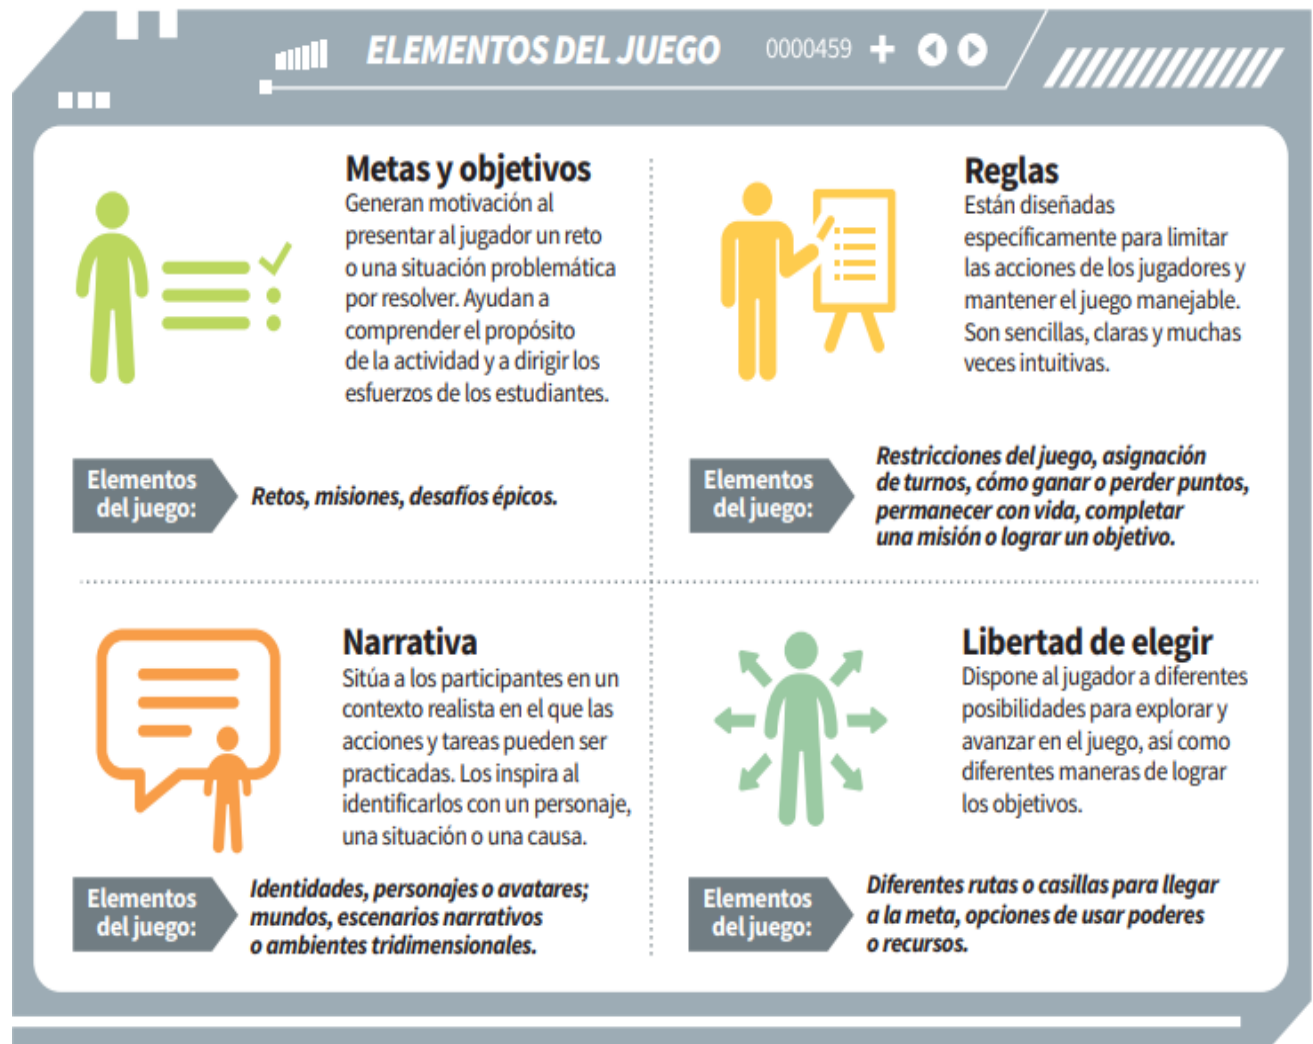 ELEMENTOS DEL JUEGO
0000459
Metas y objetivos
Generan motivación al
presentar al jugador un reto
o una situación problemática
por resolver. Ayudan a
comprender el propósito
de la actividad y a dirigir los
esfuerzos de los estudiantes.
Elementos
del juego:
Retos, misiones, desafíos épicos.
Reglas
Están diseñadas
específicamente para limitar
las acciones de los jugadores y
mantener el juego manejable.
Son sencillas, claras y muchas
veces intuitivas.
Elementos
del juego:
Restricciones del juego, asignación
de turnos, cómo ganar o perder puntos,
permanecer con vida, completar
una misión o lograr un objetivo.
Narrativa
Sitúa a los participantes en un
contexto realista en el que las
acciones y tareas pueden ser
practicadas. Los inspira al
identificarlos con un personaje,
una situación o una causa.
Elementos
del juego:
Identidades, personajes o avatares;
mundos, escenarios narrativos
o ambientes tridimensionales.
Libertad de elegir
Dispone al jugador a diferentes
posibilidades para explorar y
avanzar en el juego, así como
diferentes maneras de lograr
los objetivos.
Elementos
del juego:
Diferentes rutas o casillas para llegar
a la meta, opciones de usar poderes
o recursos.